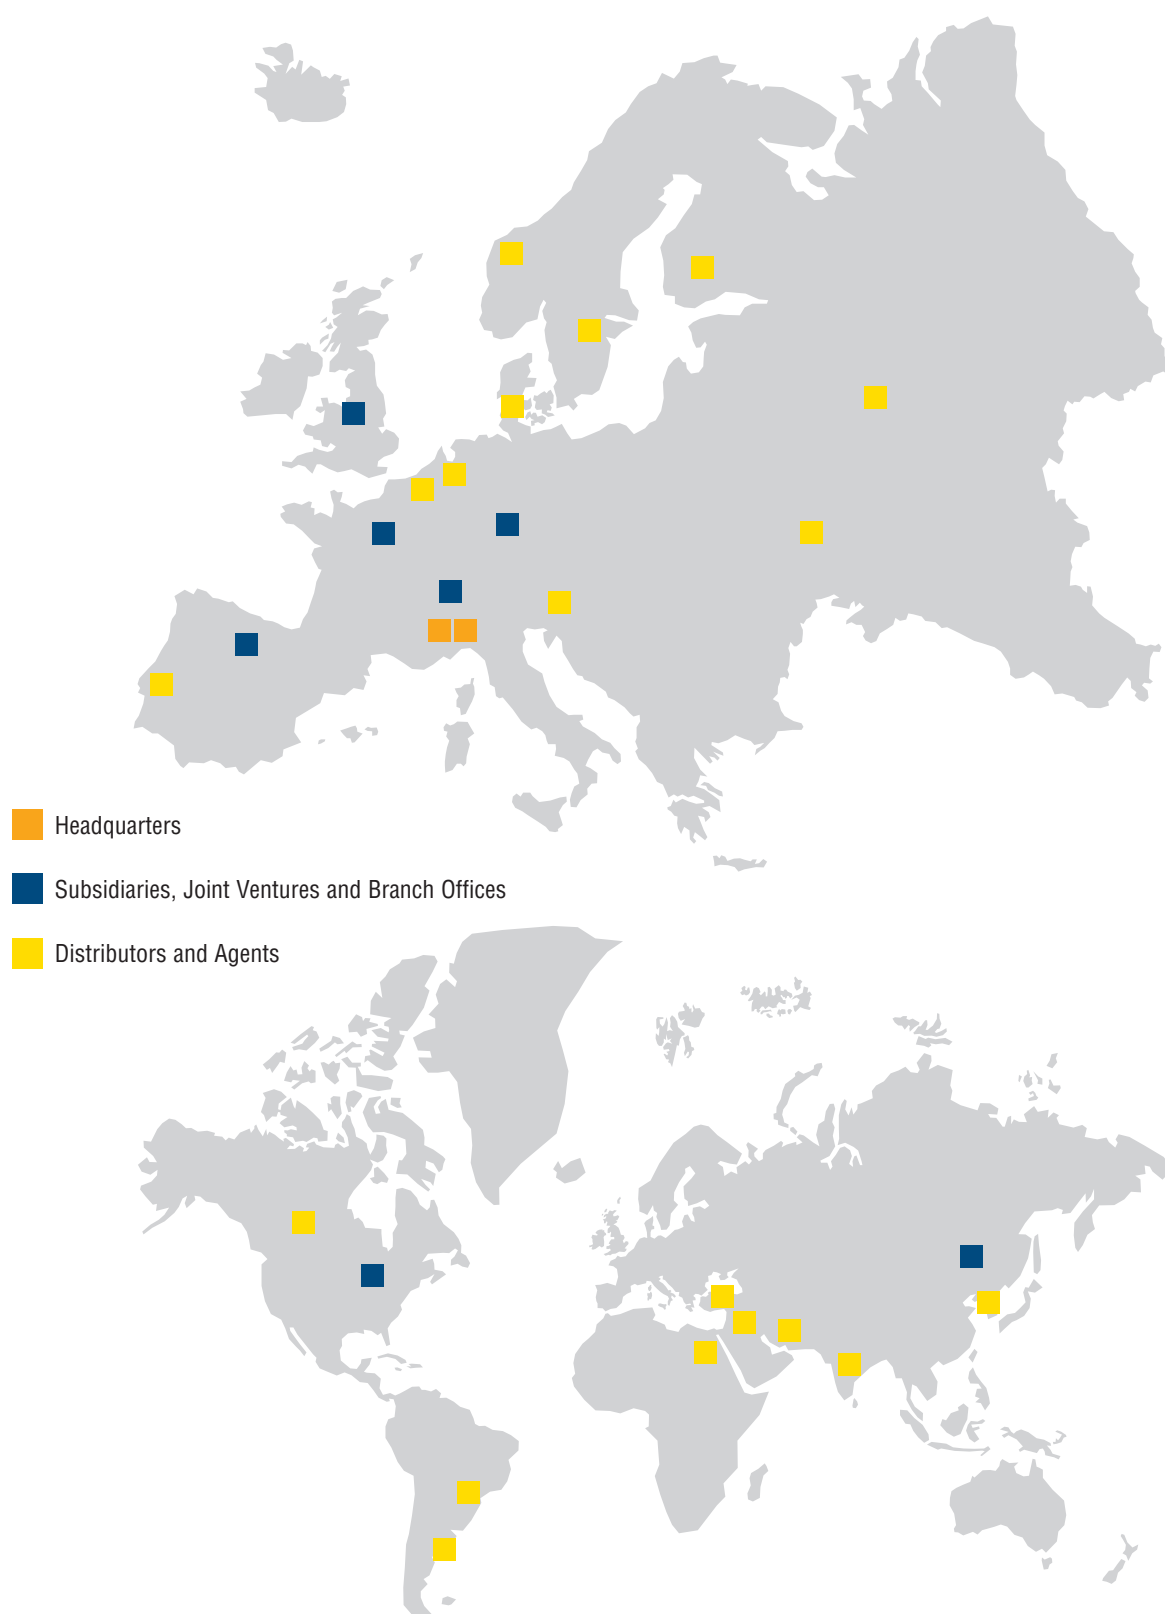 Headquarters
Subsidiaries, Joint Ventures and Branch Offices
Distributors and Agents